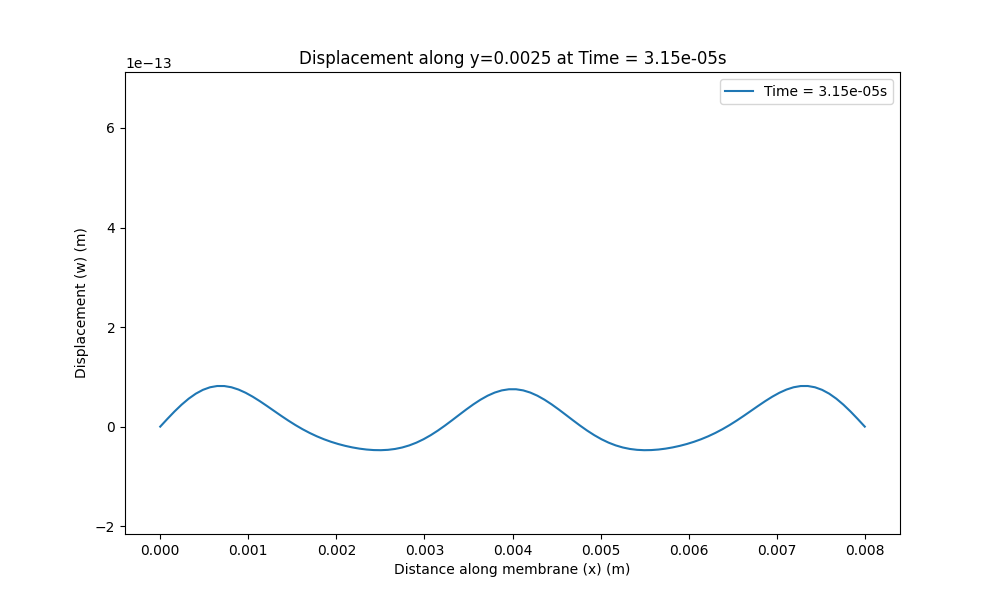 Displacement along y=0.0025 at Time = 3.15e-05s
1e−13
Time = 3.15e-05s
6
4
2
0
−2
Displacement (w) (m)
0.000 0.001 0.002 0.003 0.004 0.005 0.006 0.007 0.008
Distance along membrane (x) (m)